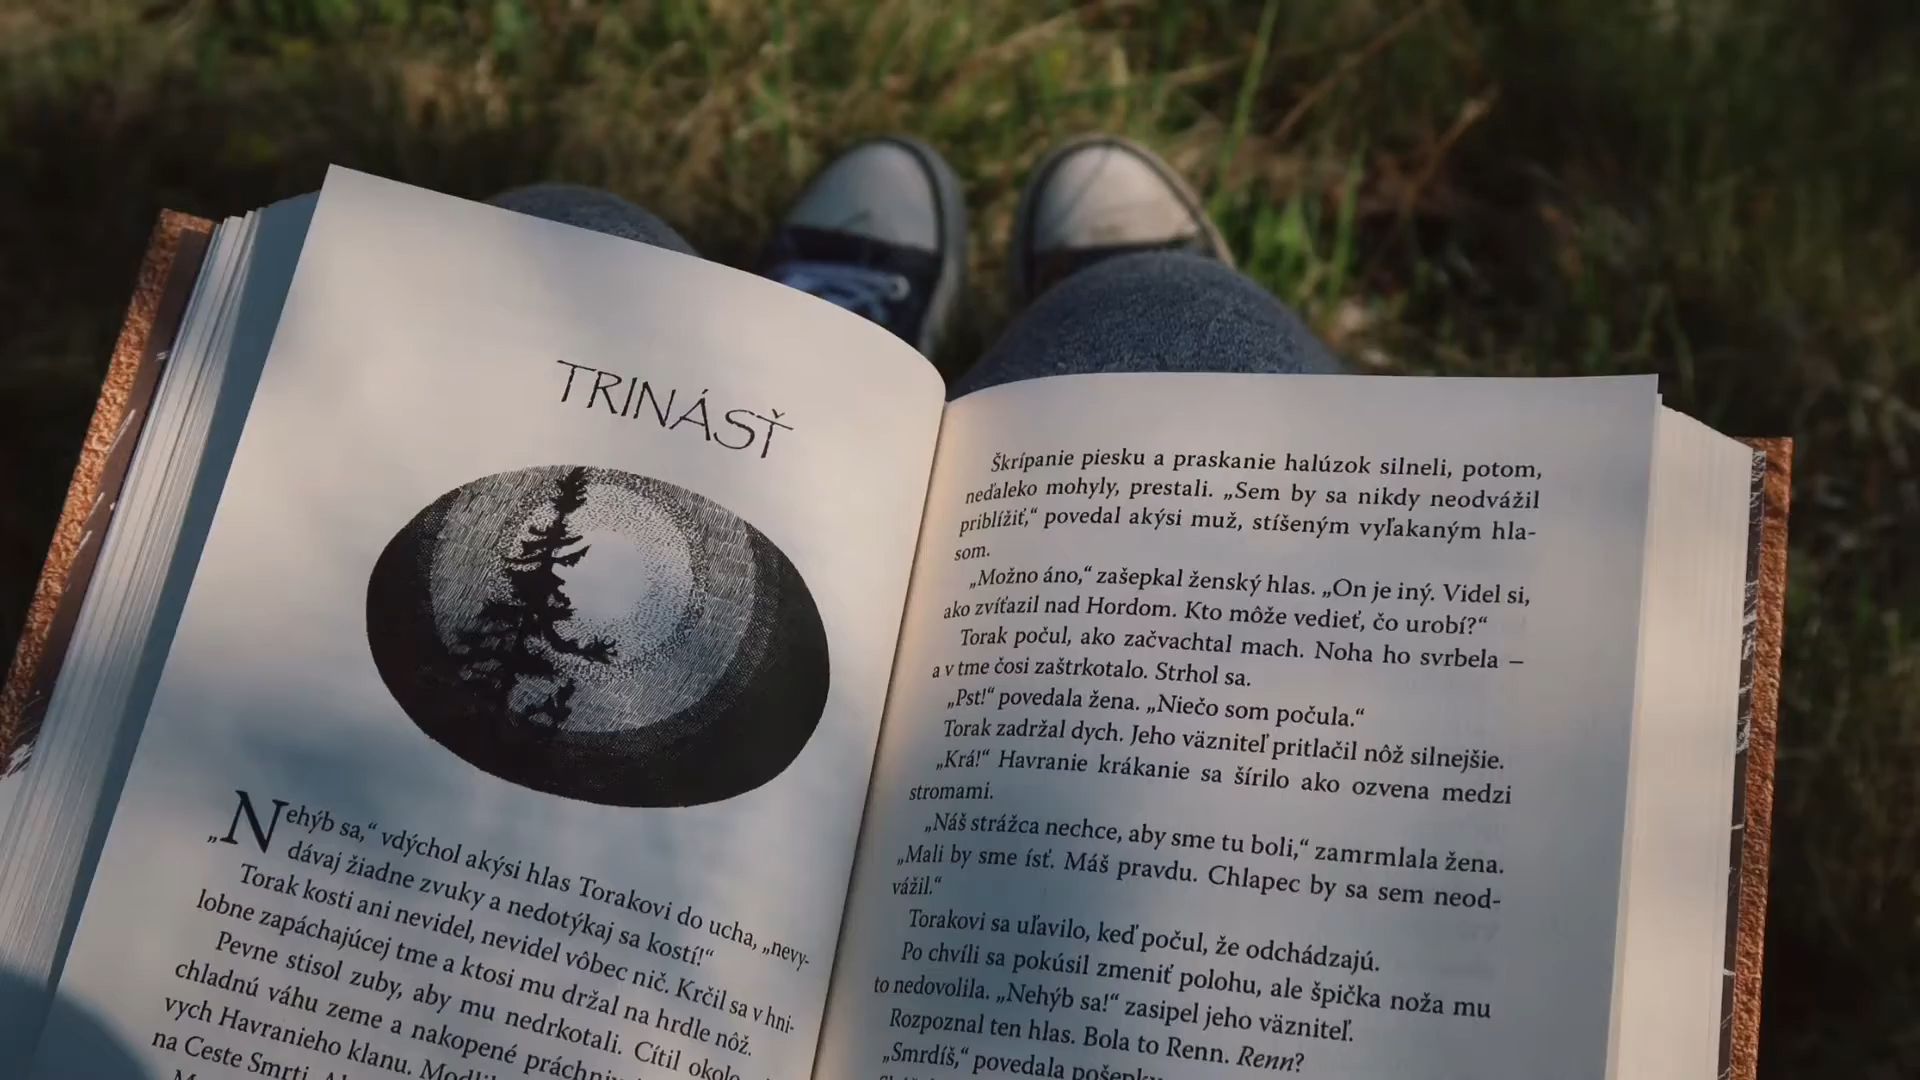 TRINÁSŤ
„Nehýb sa,“ vdýchol akýsi hlas Torakovi do ucha, „nevy-
dávaj žiadne zvuky a nedotýkaj sa kostí!“
Torak kosti ani nevidel, nevidel vôbec nič. Krčil sa v hni-
lobne zapáchajúcej tme a ktosi mu držal na hrdle nôž.
Pevne stisol zuby, aby mu nedrkotali. Cítil okolo
chladnú váhu zeme a nakopené
vych Havranieho klanu.
na Ceste Smrti.
Škrípanie piesku a praskanie halúzok silneli, potom,
neďaleko mohyly, prestali. „Sem by sa nikdy neodvážil
priblížiť,“ povedal akýsi muž, stíšeným vyľakaným hla-
som.
„Možno áno,“ zašepkal ženský hlas. „On je iný. Videl si,
ako zvíťazil nad Hordom. Kto môže vedieť, čo urobí?“
Torak počul, ako začvachtal mach. Noha ho svrbela –
a v tme čosi zaštrkotalo. Strhol sa.
„Pst!“ povedala žena. „Niečo som počula.“
Torak zadržal dych. Jeho väzniteľ pritlačil nôž silnejšie.
„Krá!“ Havranie krákanie sa šírilo ako ozvena medzi
stromami.
„Náš strážca nechce, aby sme tu boli,“ zamrmlala žena.
„Mali by sme ísť. Máš pravdu. Chlapec by sa sem neod-
vážil.“
Torakovi sa uľavilo, keď počul, že odchádzajú.
Po chvíli sa pokúsil zmeniť polohu, ale špička noža mu
to nedovolila. „Nehýb sa!“ zasipel jeho väzniteľ.
Rozpoznal ten hlas. Bola to Renn. Renn?
„Smrdíš,“ povedala